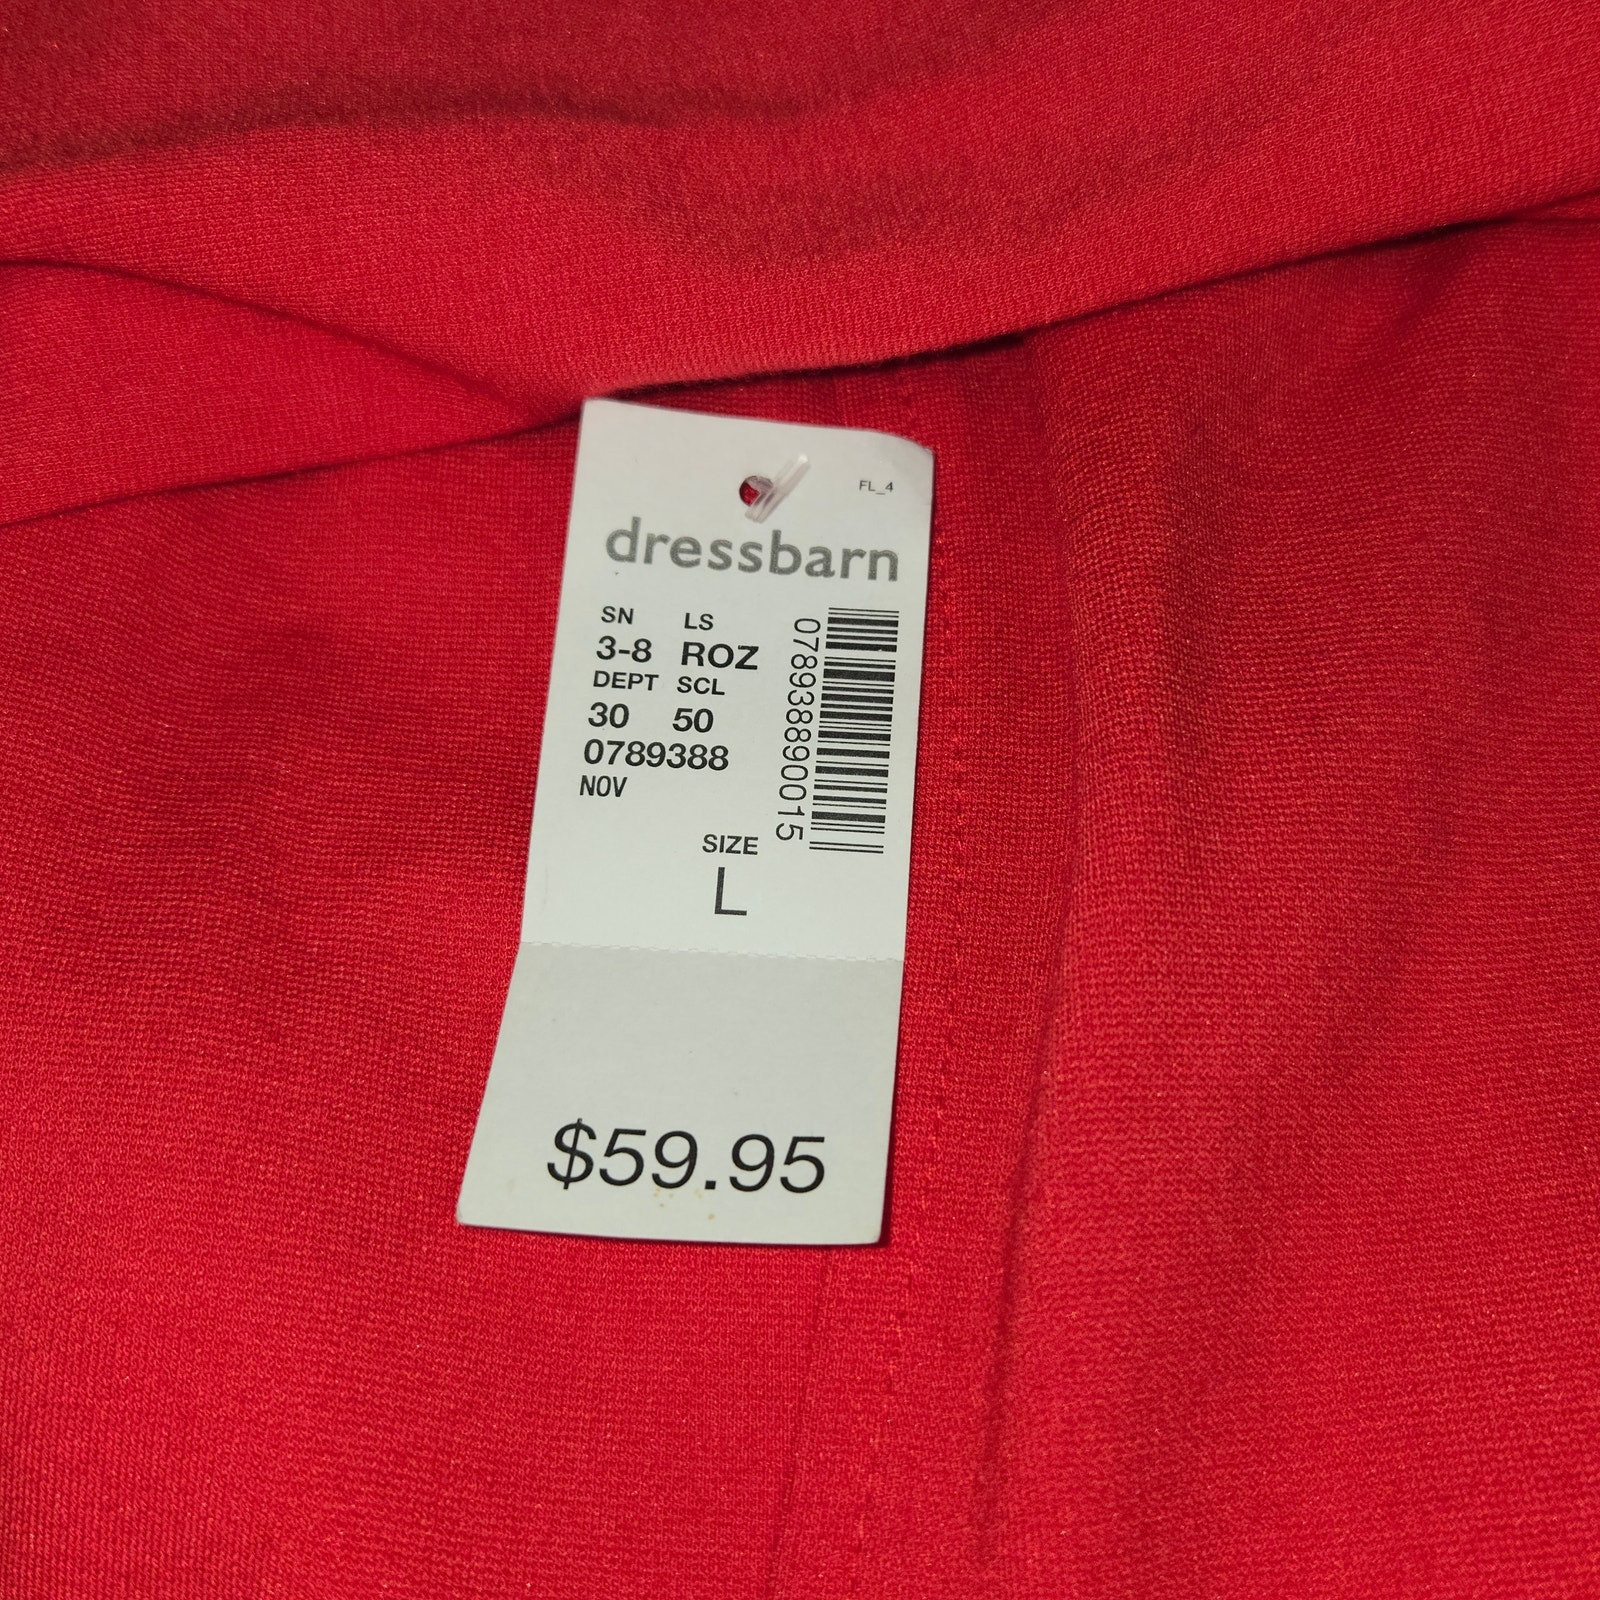 FL_4
dressbarn
SN LS
3-8 ROZ
DEPT SCL
30 50
0789388
NOV
078938890015
SIZE
L
$59.95